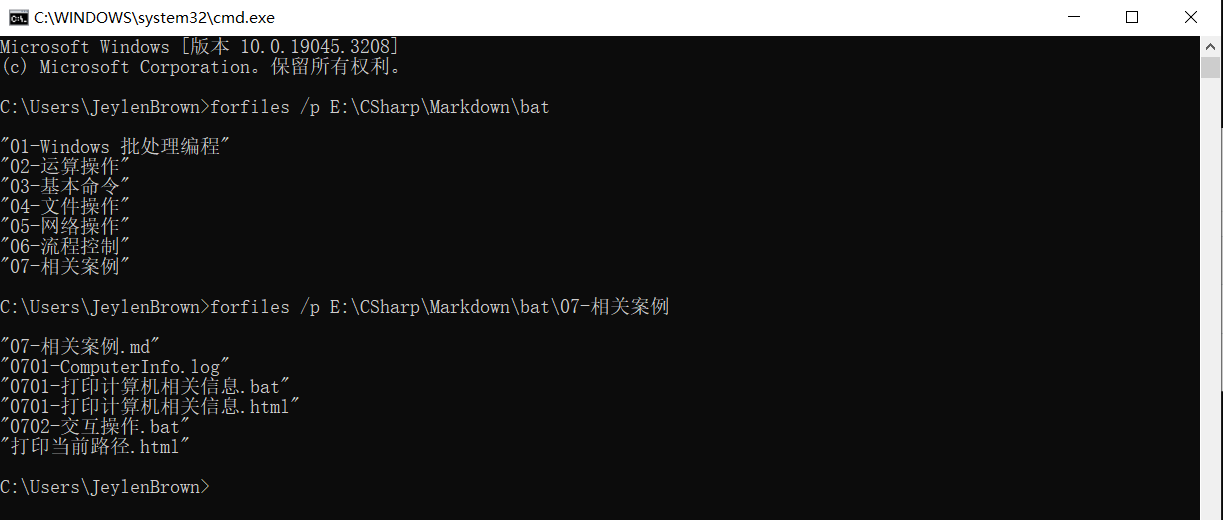 C:\WINDOWS\system32\cmd.exe
Microsoft Windows [版本 10.0.19045.3208]
(c) Microsoft Corporation。保留所有权利。
C:\Users\JeylenBrown>forfiles /p E:\CSharp\Markdown\bat
"01-Windows 批处理编程"
"02-运算操作"
"03-基本命令"
"04-文件操作"
"05-网络操作"
"06-流程控制"
"07-相关案例"
C:\Users\JeylenBrown>forfiles /p E:\CSharp\Markdown\bat\07-相关案例
"07-相关案例.md"
"0701-ComputerInfo.log"
"0701-打印计算机相关信息.bat"
"0701-打印计算机相关信息.html"
"0702-交互操作.bat"
"打印当前路径.html"
C:\Users\JeylenBrown>